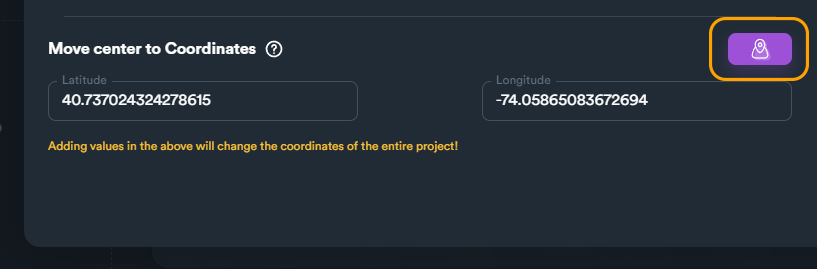 Move center to Coordinates ?
Latitude
Longitude
40.737024324278615
-74.05865083672694
Adding values in the above will change the coordinates of the entire project!